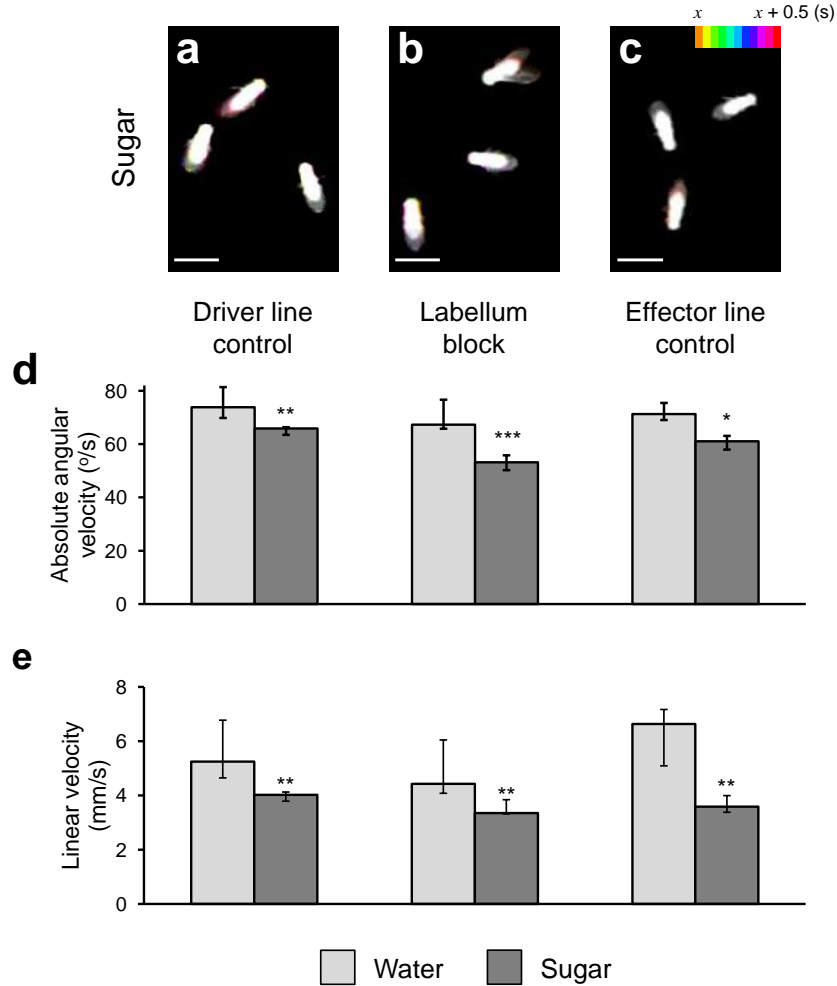 x x + 0.5 (s)
a b c
Sugar
Driver line control
Labellum block
Effector line control
d
Absolute angular
velocity (º/s)
80
60
40
20
0
** *** *
e
Linear velocity
(mm/s)
8
6
4
2
0
** ** **
Water Sugar